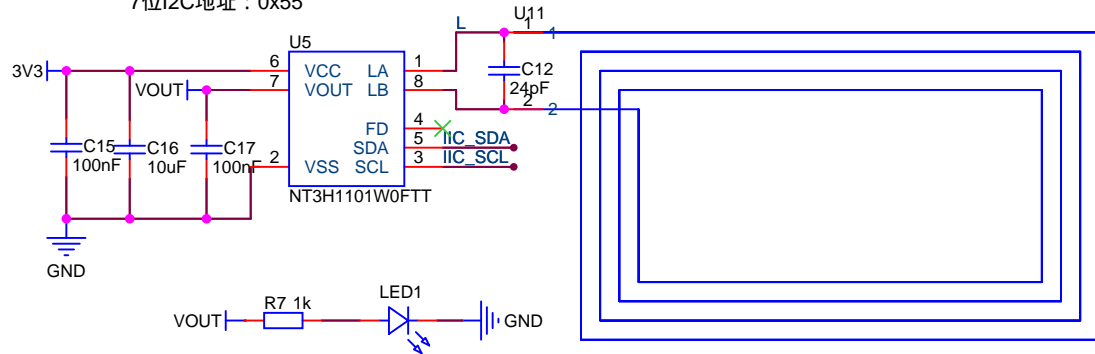 7位I2C地址：0x55
U11
L
1
1
U5
3V3
6
VCC
LA
1
7
VOUT
LB
8
VOUT
C12
24pF
2
2
FD
4
C15
100nF
C16
10uF
C17
100nF
SDA
5
IIC_SDA
2
VSS
SCL
3
IIC_SCL
NT3H1101W0FTT
GND
LED1
R7 1k
VOUT
GND